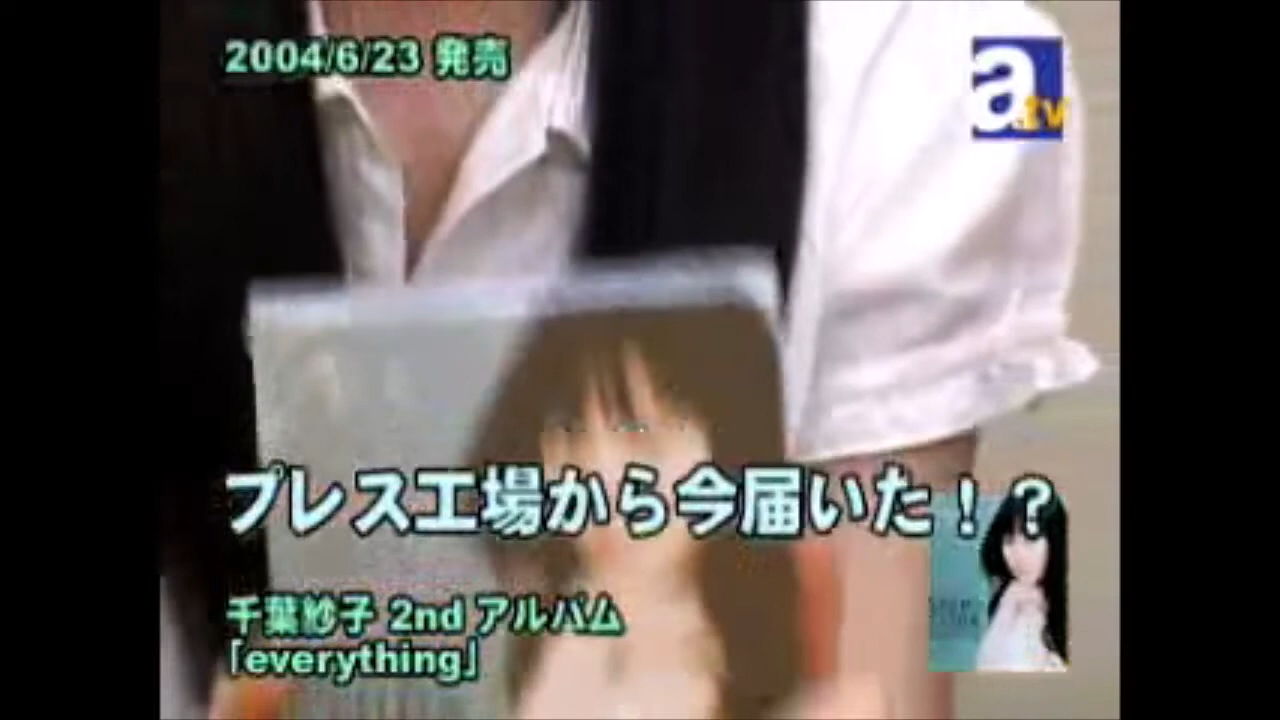 2004/6/23 発売
a.tv
プレス工場から今届いた！？
千葉紗子 2nd アルバム
「everything」